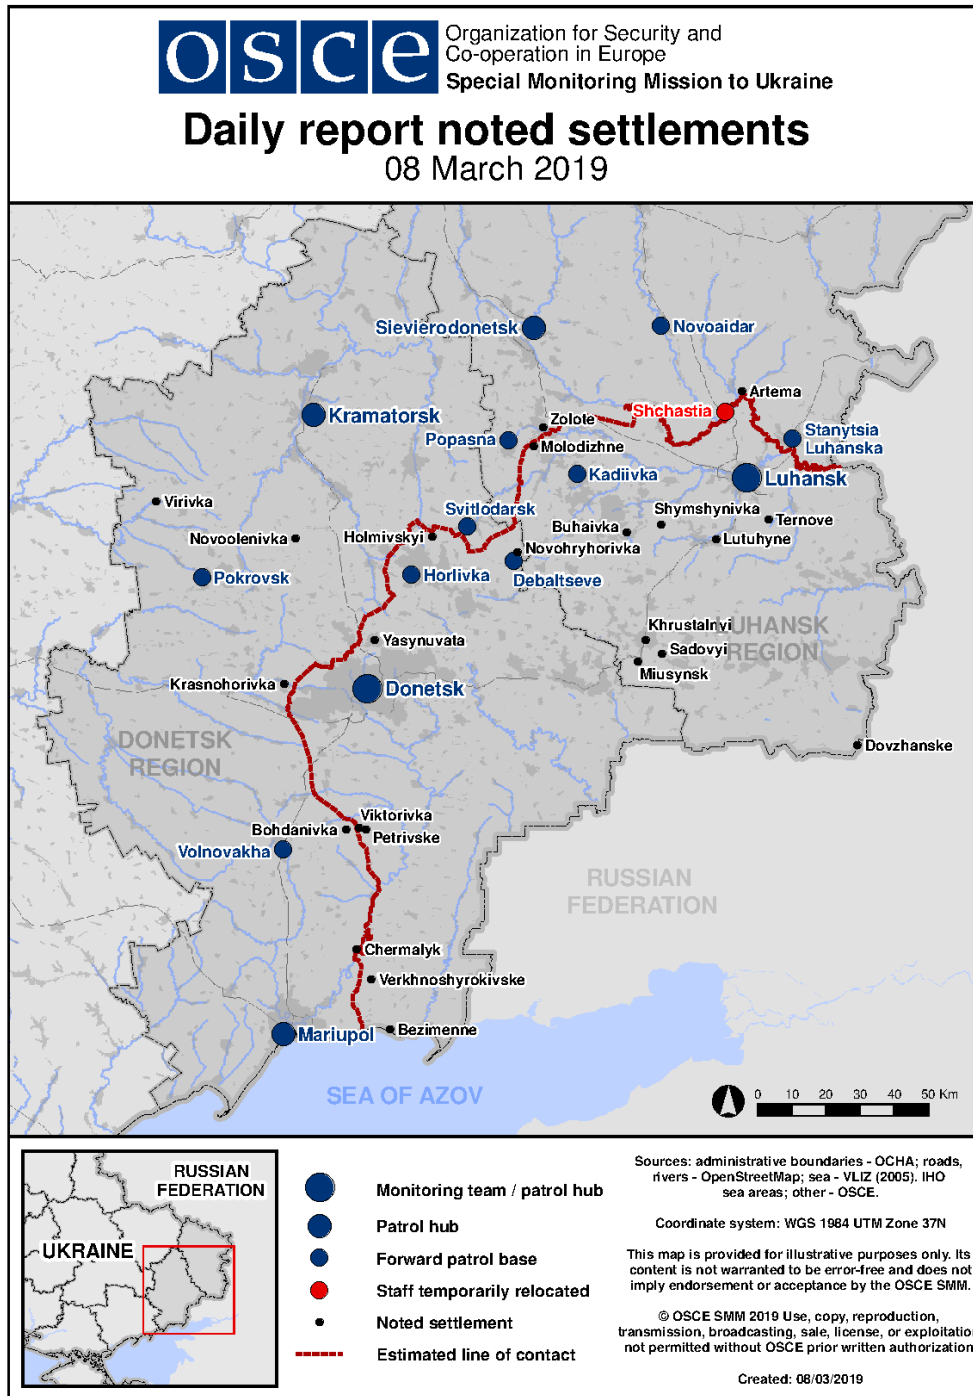 osce
Organization for Security and
Co-operation in Europe
Special Monitoring Mission to Ukraine
Daily report noted settlements
08 March 2019
Sievierodonetsk
Novoaidar
Artema
Shchastia
Kramatorsk
Zolote
Popasna
Molodizhne
Stanytsia
Luhanska
Kadiivka
Luhansk
Virivka
Svitlodarsk
Shymshynivka
Ternove
Buhaivka
Novoolenivka
Holmivskyi
Lutuhyne
Novohryhorivka
Pokrovsk
Horlivka
Debaltseve
Khrustalnyi
LUHANSK
REGION
Yasynuvata
Sadovyi
Miusynsk
Krasnohorivka
Donetsk
DONETSK
REGION
Dovzhanske
Viktorivka
Bohdanivka
Petrivske
Volnovakha
RUSSIAN
FEDERATION
Chermalyk
Verkhnoshyrokivske
Bezimenne
Mariupol
SEA OF AZOV
0 10 20 30 40 50 Km
RUSSIAN
FEDERATION
UKRAINE
Monitoring team / patrol hub
Patrol hub
Forward patrol base
Staff temporarily relocated
Noted settlement
Estimated line of contact
Sources: administrative boundaries - OCHA; roads,
rivers - OpenStreetMap; sea - VLIZ (2005). IHO
sea areas; other - OSCE.
Coordinate system: WGS 1984 UTM Zone 37N
This map is provided for illustrative purposes only. Its
content is not warranted to be error-free and does not
imply endorsement or acceptance by the OSCE SMM.
© OSCE SMM 2019 Use, copy, reproduction,
transmission, broadcasting, sale, license, or exploitation
not permitted without OSCE prior written authorization
Created: 08/03/2019